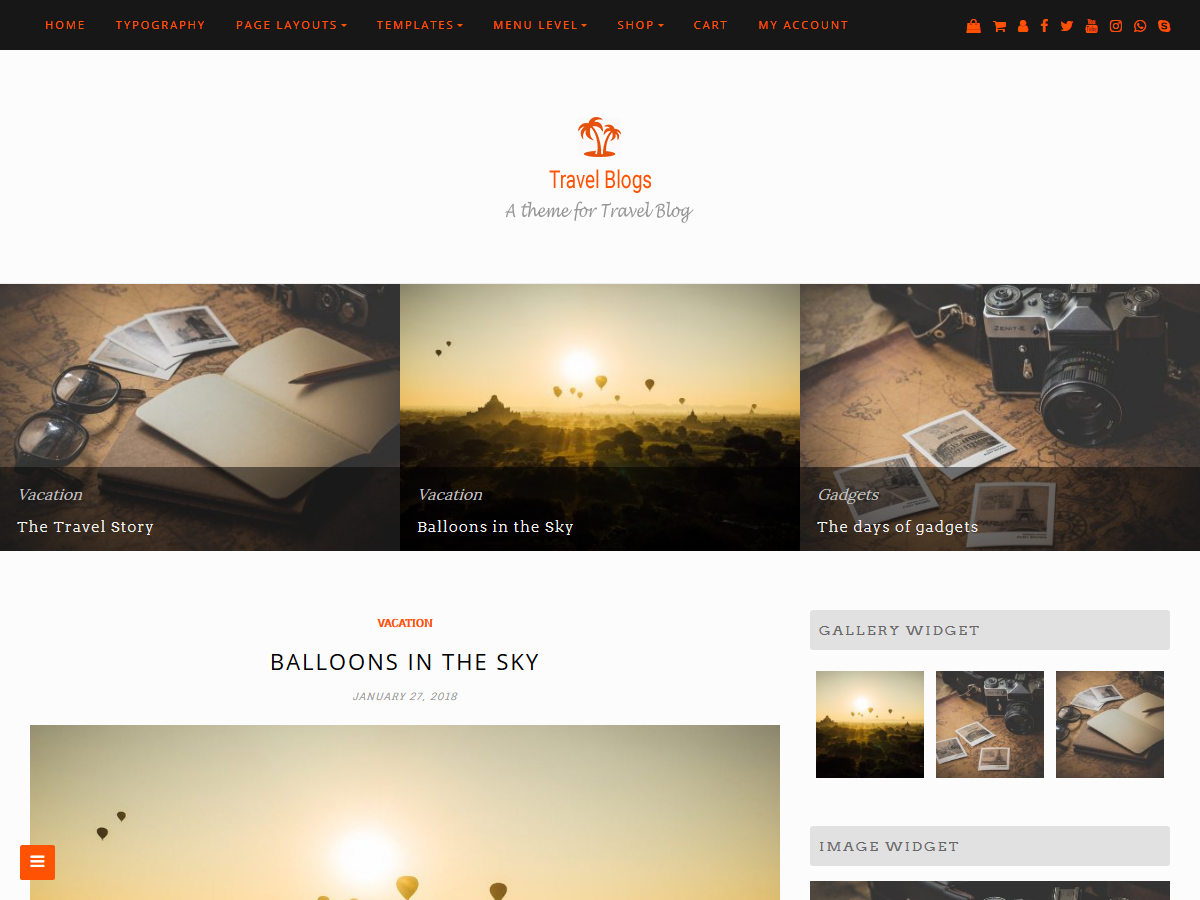 HOME TYPOGRAPHY PAGE LAYOUTS TEMPLATES MENU LEVEL SHOP CART MY ACCOUNT
Travel Blogs
A theme for Travel Blog
Vacation
The Travel Story
Vacation
Balloons in the Sky
ZENIT-E
Gadgets
The days of gadgets
VACATION
BALLOONS IN THE SKY
JANUARY 27, 2018
GALLERY WIDGET
IMAGE WIDGET